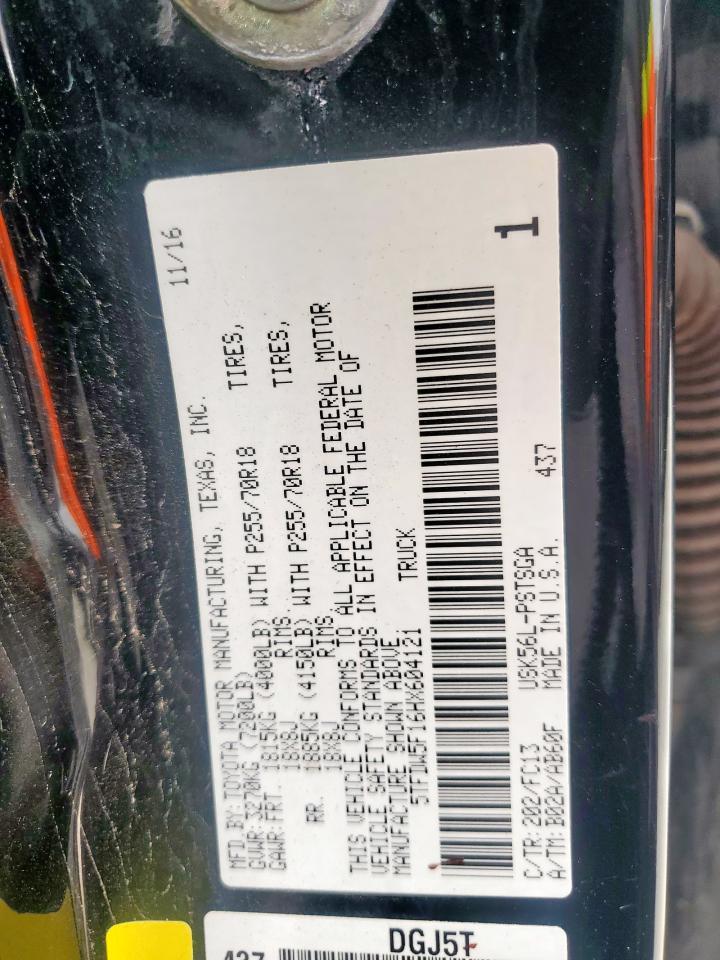 MFD BY: TOYOTA MOTOR MANUFACTURING, TEXAS, INC. 11/16
GVWR: 3270KG (7200LB)
GAWR: FRT 1815KG (4000LB) WITH P255/70R18 TIRES,
18X8J RIMS
RR. 1885KG (4150LB) WITH P255/70R18 TIRES,
18X8J RIMS
THIS VEHICLE CONFORMS TO ALL APPLICABLE FEDERAL MOTOR
VEHICLE SAFETY STANDARDS IN EFFECT ON THE DATE OF
MANUFACTURE SHOWN ABOVE
5TFDW5F16HX604121 TRUCK
1
C/TR: 202/FC13 USK56L-PSTSGA 437
A/TM: B02A/AB60F MADE IN U.S.A.
DGJ5T
437